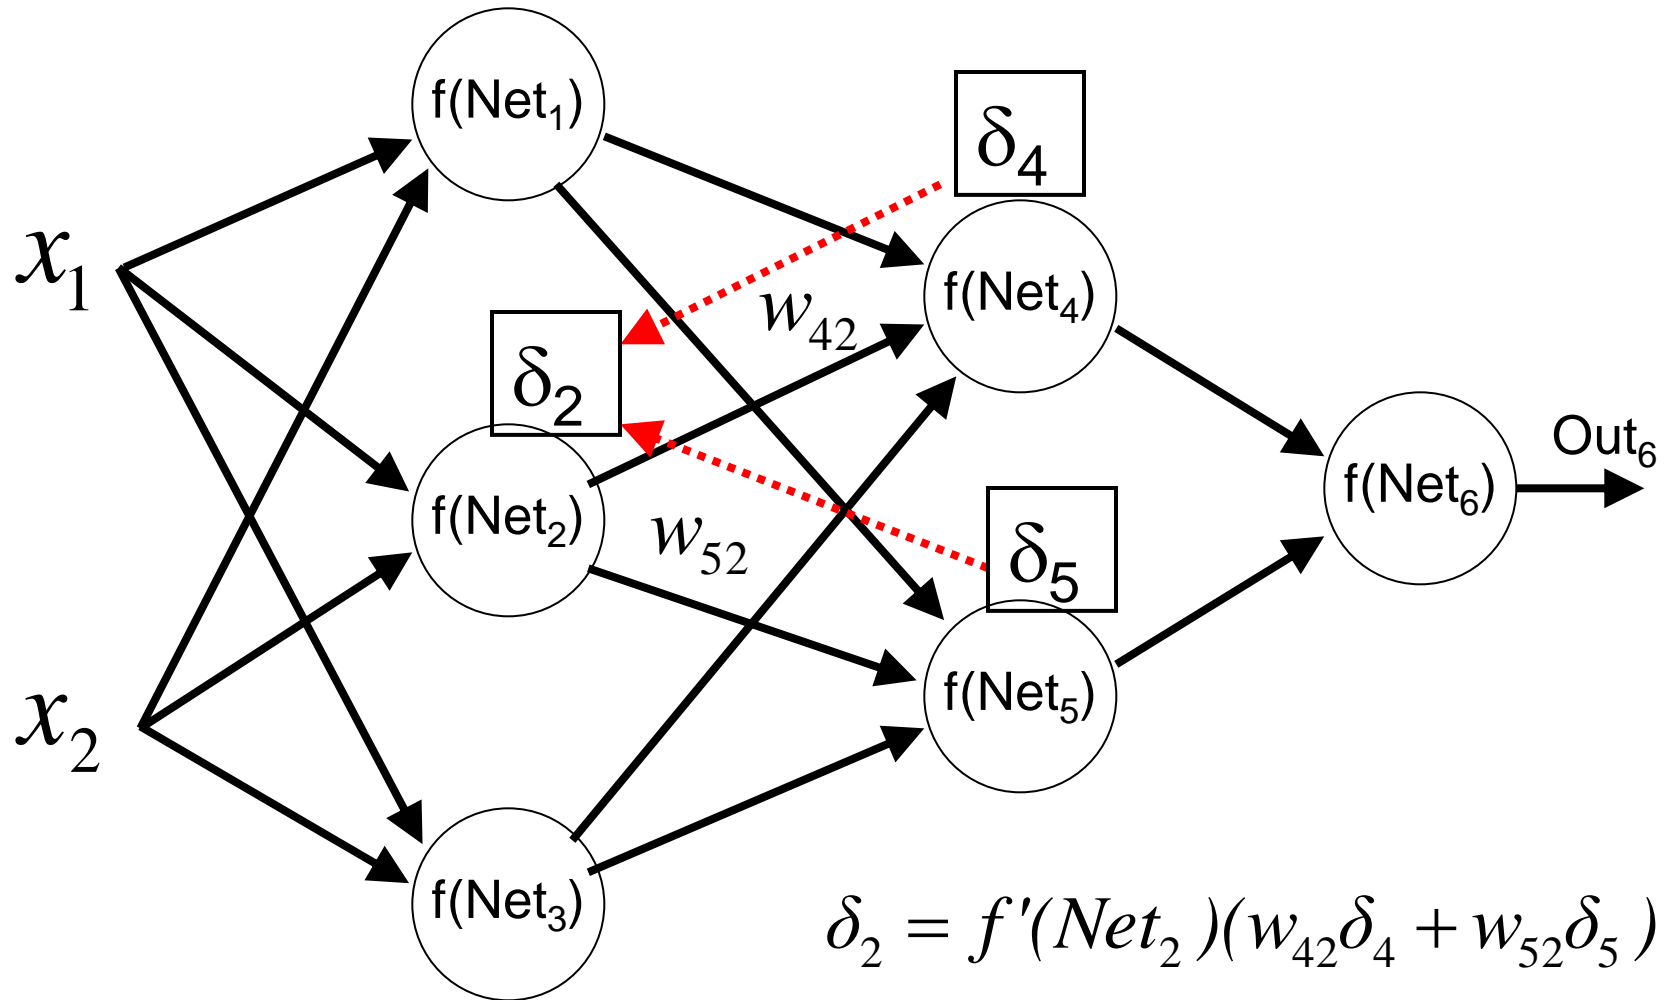 f(Net₁)
δ₄
x₁
w₄₂
f(Net₄)
δ₂
Out₆
f(Net₆)
f(Net₂)
w₅₂
δ₅
f(Net₅)
x₂
f(Net₃)
δ₂ = f'(Net₂)(w₄₂δ₄ + w₅₂δ₅)